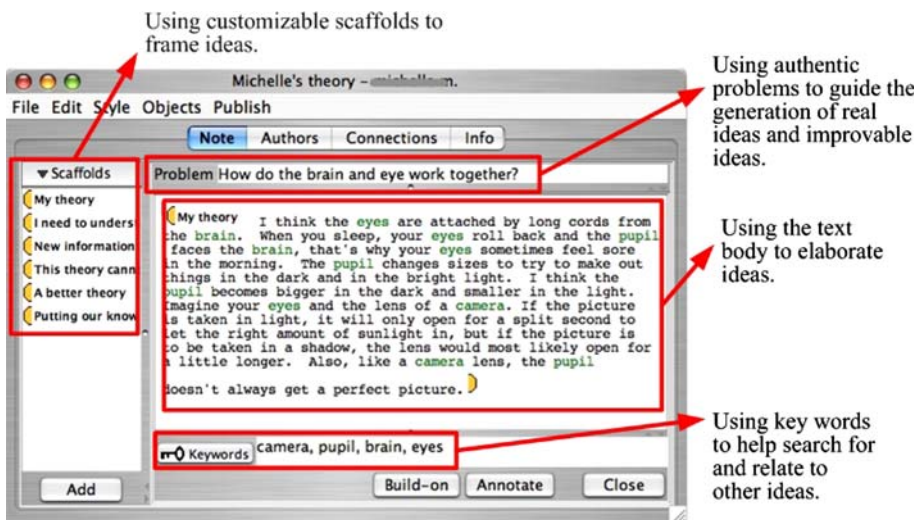 Using customizable scaffolds to
frame ideas.
Michelle's theory - m.
File Edit Style Objects Publish
Note Authors Connections Info
Using authentic
problems to guide the
generation of real
ideas and improvable
ideas.
Scaffolds
Problem How do the brain and eye work together?
My theory
I need to unders
New information
This theory cann
A better theory
Putting our know
My theory I think the eyes are attached by long cords from
the brain. When you sleep, your eyes roll back and the pupil
faces the brain, that's why your eyes sometimes feel sore
in the morning. The pupil changes sizes to try to make out
things in the dark and in the bright light. I think the
pupil becomes bigger in the dark and smaller in the light.
Imagine your eyes and the lens of a camera. If the picture
is taken in light, it will only open for a split second to
let the right amount of sunlight in, but if the picture is
to be taken in a shadow, the lens would most likely open for
a little longer. Also, like a camera lens, the pupil
doesn't always get a perfect picture.
Using the text
body to elaborate
ideas.
Keywords camera, pupil, brain, eyes
Using key words
to help search for
and relate to
other ideas.
Add
Build-on Annotate Close